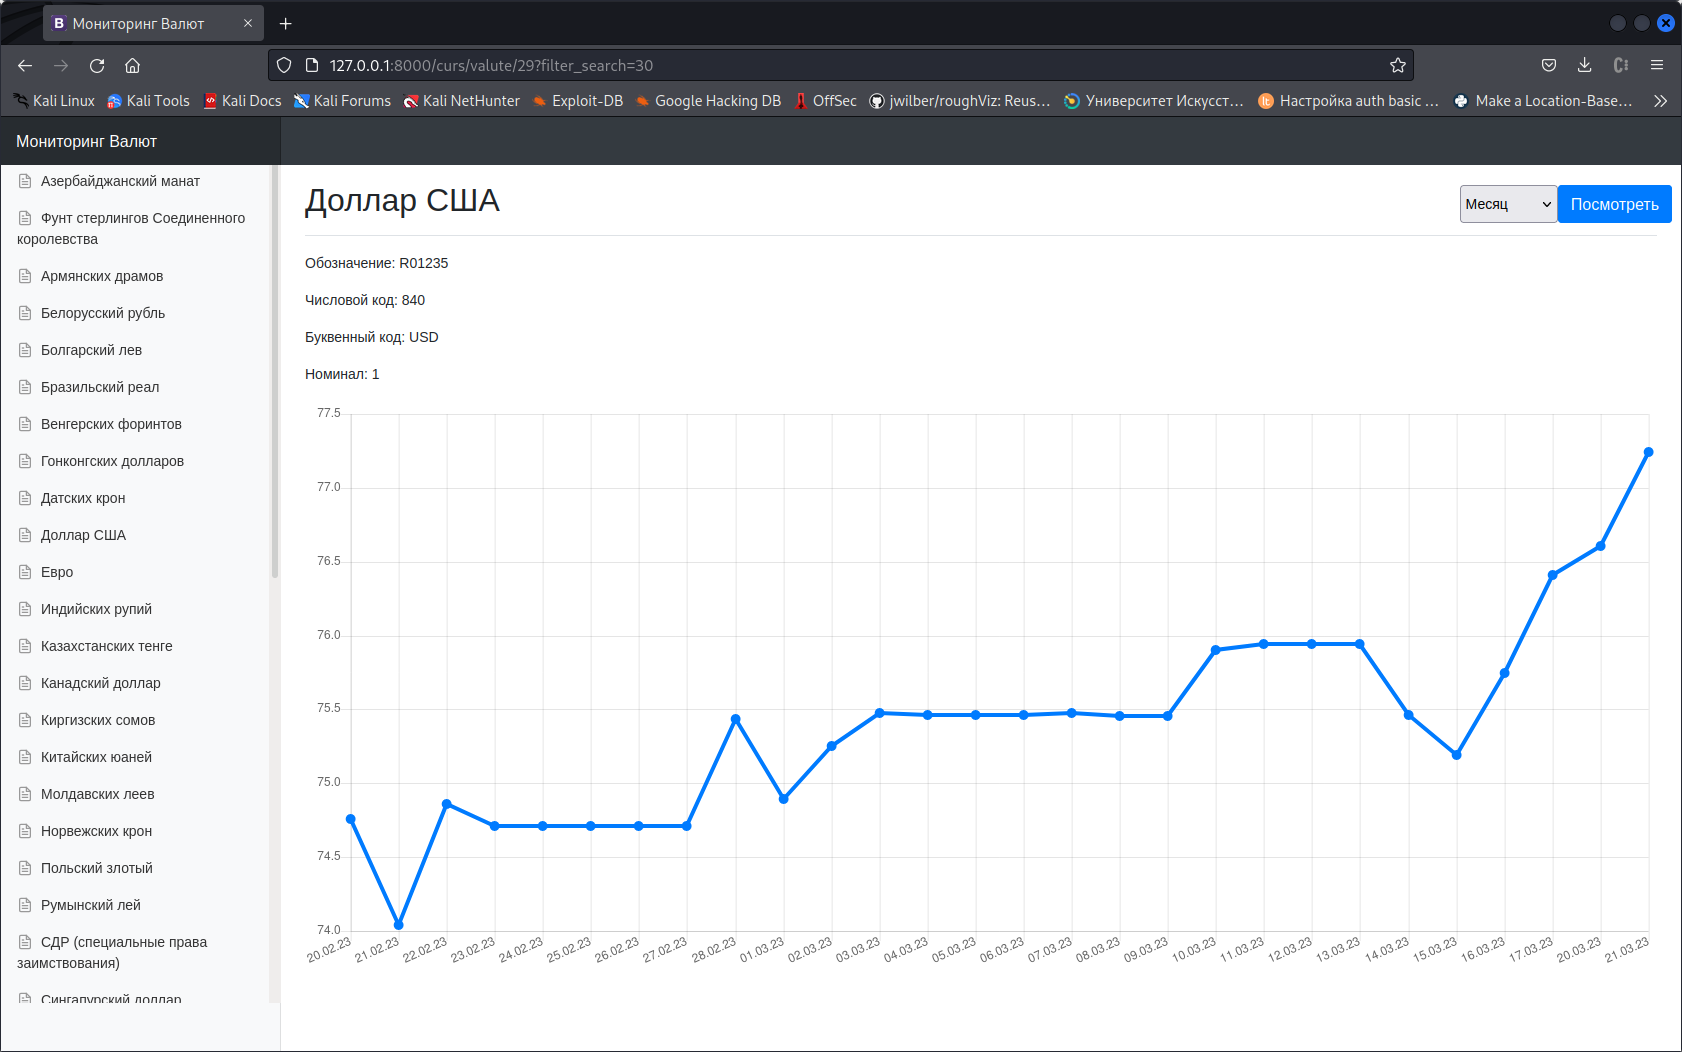 B Мониторинг Валют
127.0.0.1:8000/curs/valute/29?filter_search=30
Kali Linux Kali Tools Kali Docs Kali Forums Kali NetHunter Exploit-DB Google Hacking DB OffSec jwilber/roughViz: Reus… Университет Искусст… lt Настройка auth basic … Make a Location-Base…
Мониторинг Валют
Азербайджанский манат
Фунт стерлингов Соединенного
королевства
Армянских драмов
Белорусский рубль
Болгарский лев
Бразильский реал
Венгерских форинтов
Гонконгских долларов
Датских крон
Доллар США
Евро
Индийских рупий
Казахстанских тенге
Канадский доллар
Киргизских сомов
Китайских юаней
Молдавских леев
Норвежских крон
Польский злотый
Румынский лей
СДР (специальные права
заимствования)
Сингапурский доллар
Доллар США
Месяц
Посмотреть
Обозначение: R01235
Числовой код: 840
Буквенный код: USD
Номинал: 1
77.5
77.0
76.5
76.0
75.5
75.0
74.5
74.0
20.02.23 21.02.23 22.02.23 23.02.23 24.02.23 25.02.23 26.02.23 27.02.23 28.02.23 01.03.23 02.03.23 03.03.23 04.03.23 05.03.23 06.03.23 07.03.23 08.03.23 09.03.23 10.03.23 11.03.23 12.03.23 13.03.23 14.03.23 15.03.23 16.03.23 17.03.23 20.03.23 21.03.23